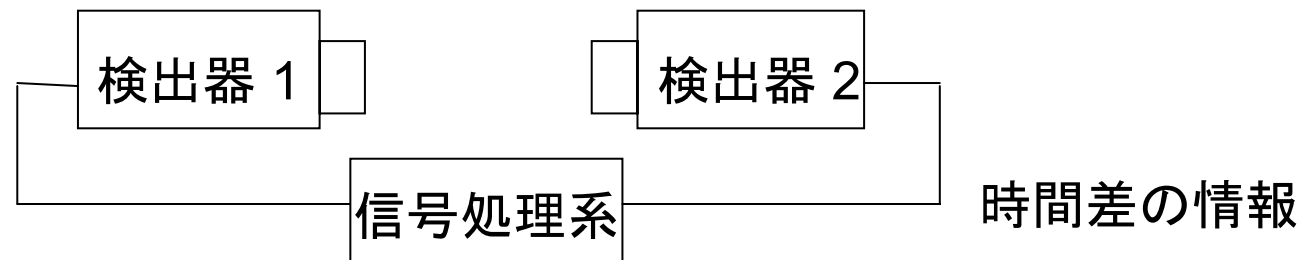 検出器 1
検出器 2
信号処理系
時間差の情報